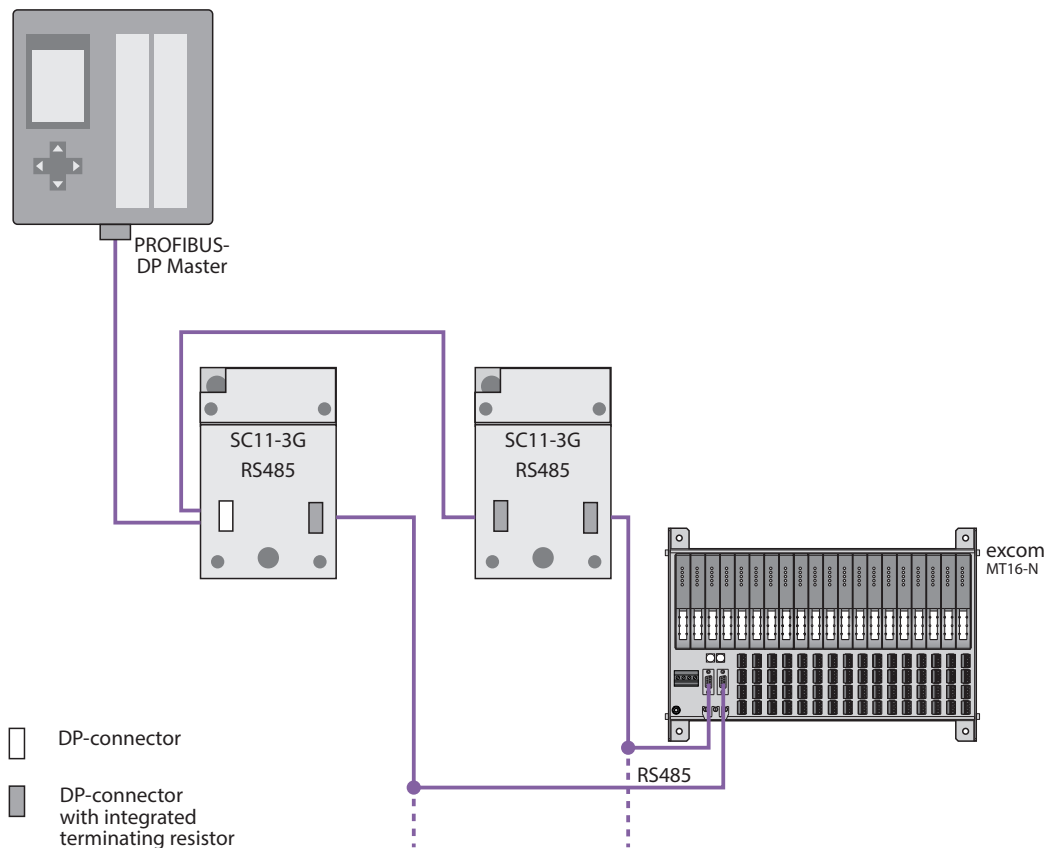 PROFIBUS-
DP Master
SC11-3G
RS485
SC11-3G
RS485
excom
MT16-N
RS485
DP-connector
DP-connector
with integrated
terminating resistor